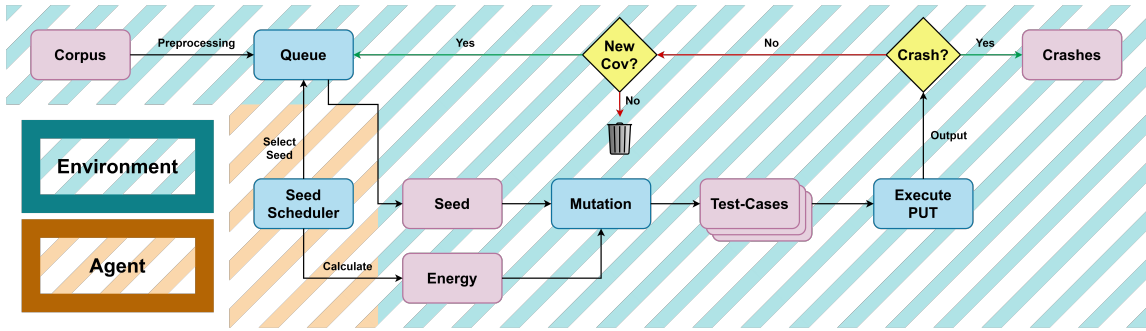 Corpus
Preprocessing
Queue
Yes
New
Cov?
No
Crash?
Yes
Crashes
No
Output
Select
Seed
Environment
Seed
Scheduler
Seed
Mutation
Test-Cases
Execute
PUT
Agent
Calculate
Energy